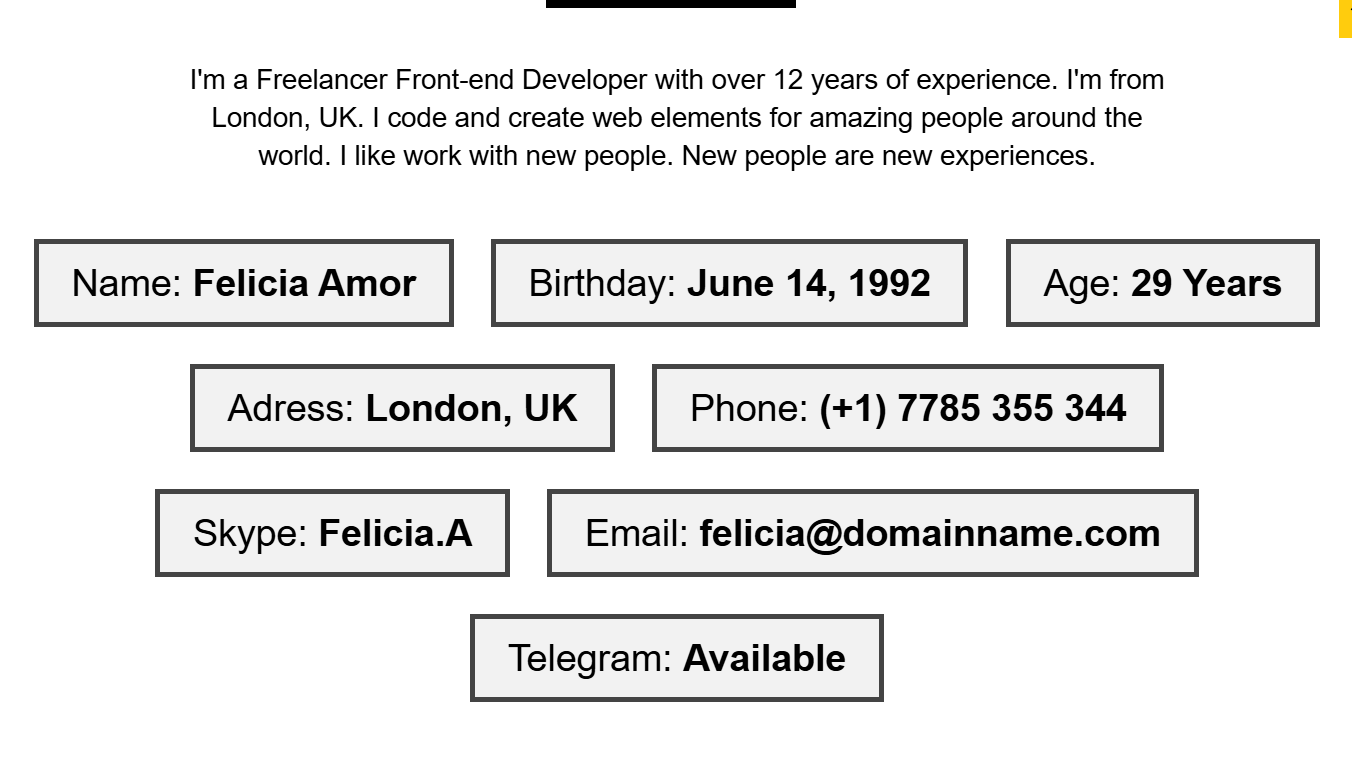 I'm a Freelancer Front-end Developer with over 12 years of experience. I'm from
London, UK. I code and create web elements for amazing people around the
world. I like work with new people. New people are new experiences.
Name: Felicia Amor
Birthday: June 14, 1992
Age: 29 Years
Adress: London, UK
Phone: (+1) 7785 355 344
Skype: Felicia.A
Email: felicia@domainname.com
Telegram: Available